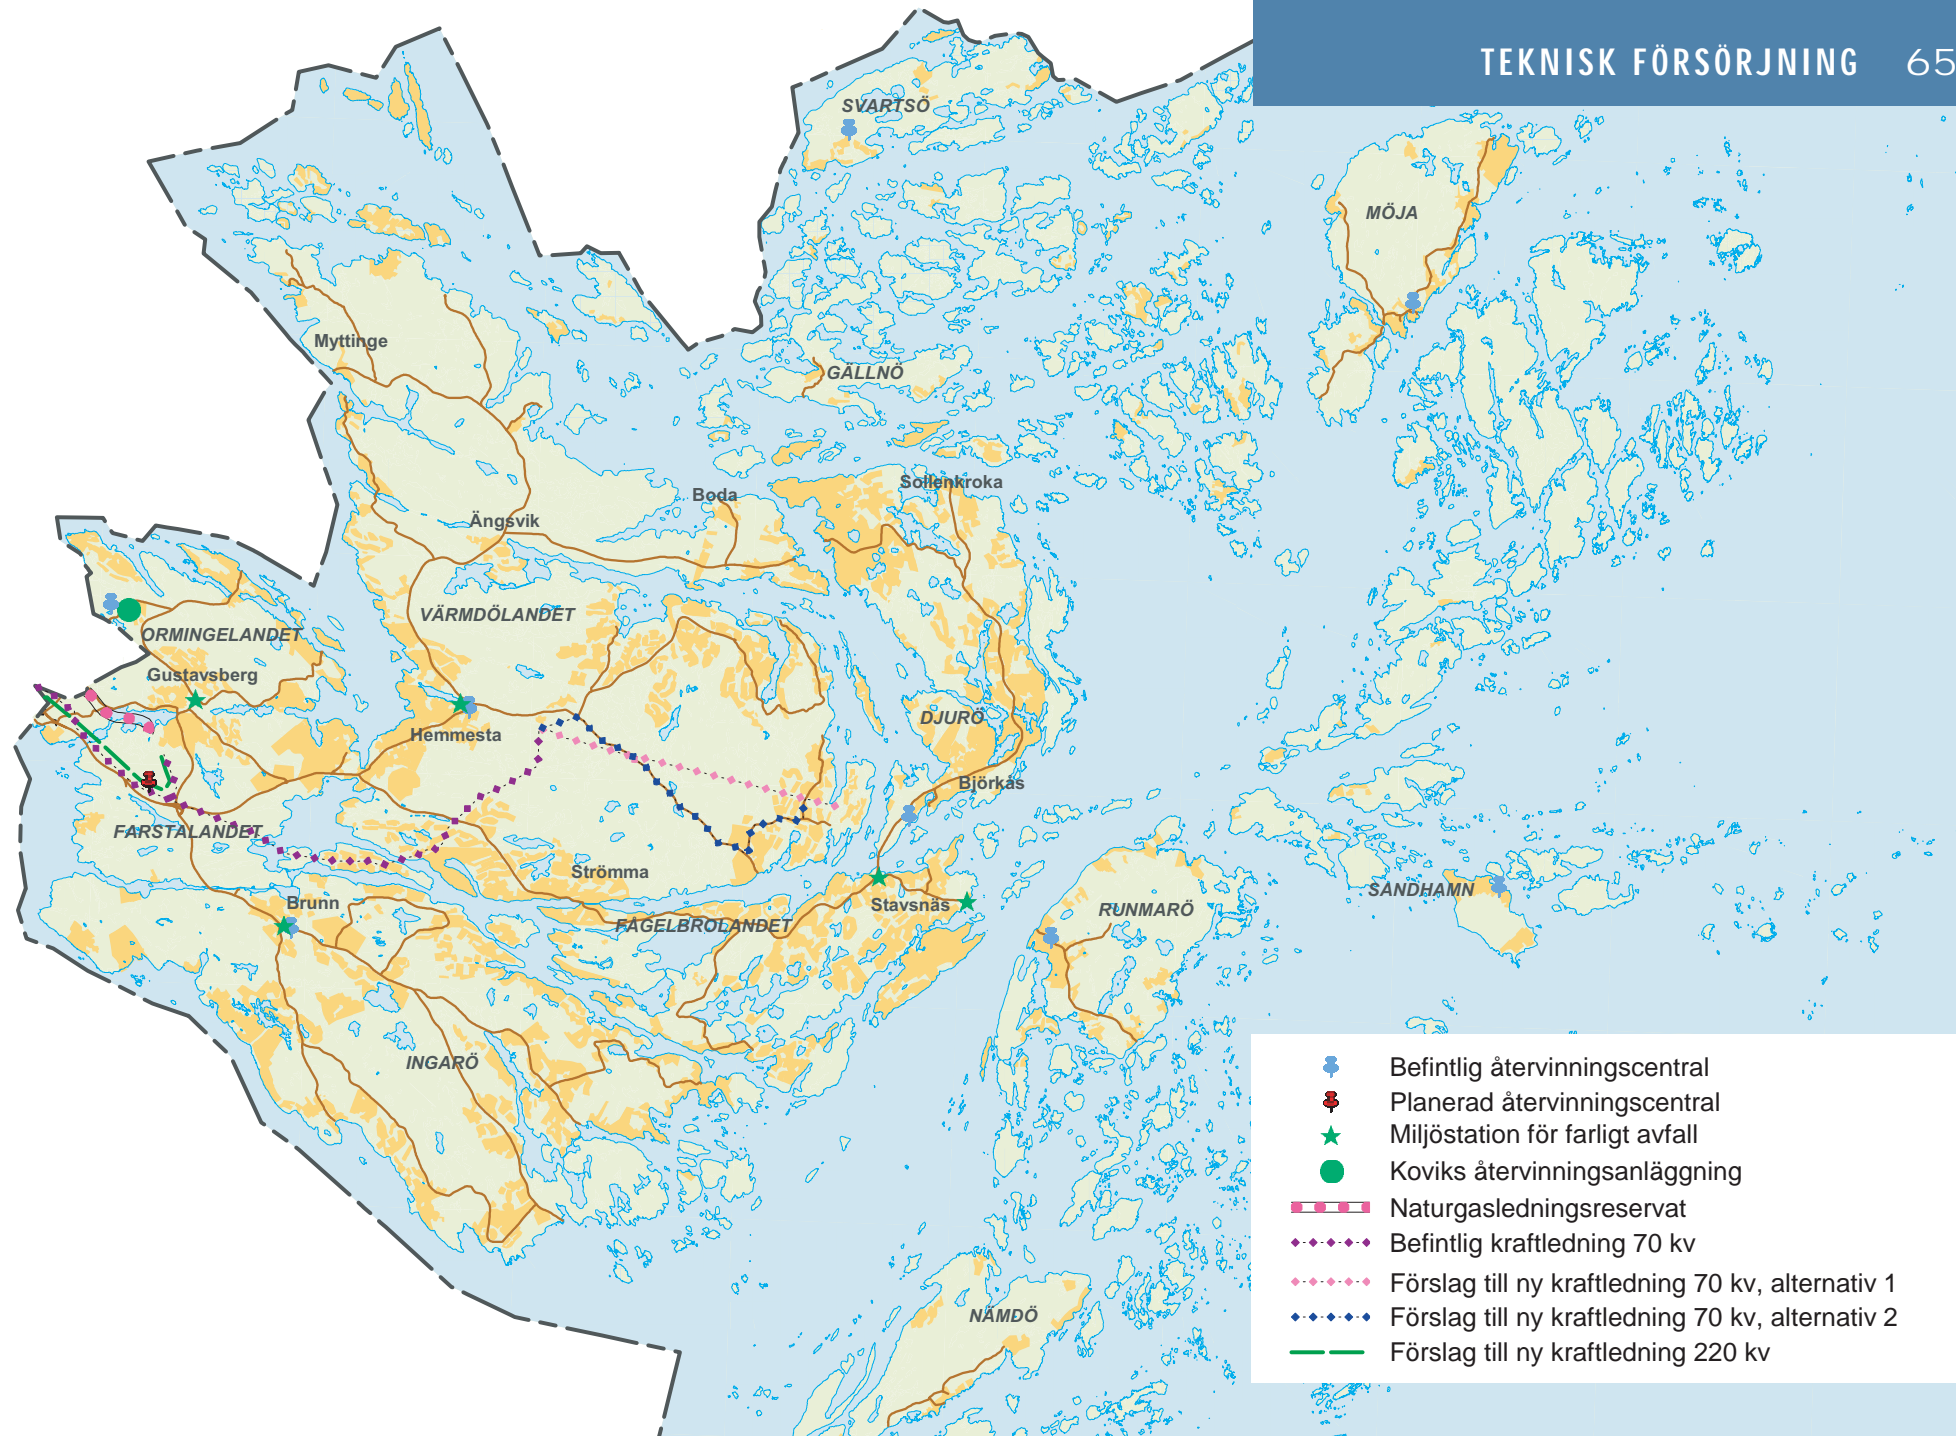 TEKNISK FÖRSÖRJNING 65
SVARTSÖ
MÖJA
Myttinge
GÄLLNÖ
Sollenkroka
Boda
Ängsvik
VÄRMDÖLANDET
ORMINGELANDET
Gustavsberg
DJURÖ
Hemmesta
Björkås
FARSTALANDET
Strömma
SANDHAMN
Brunn
Stavsnäs
RUNMARÖ
FÅGELBROLANDET
INGARÖ
NÄMDÖ
Befintlig återvinningscentral
Planerad återvinningscentral
Miljöstation för farligt avfall
Koviks återvinningsanläggning
Naturgasledningsreservat
Befintlig kraftledning 70 kv
Förslag till ny kraftledning 70 kv, alternativ 1
Förslag till ny kraftledning 70 kv, alternativ 2
Förslag till ny kraftledning 220 kv